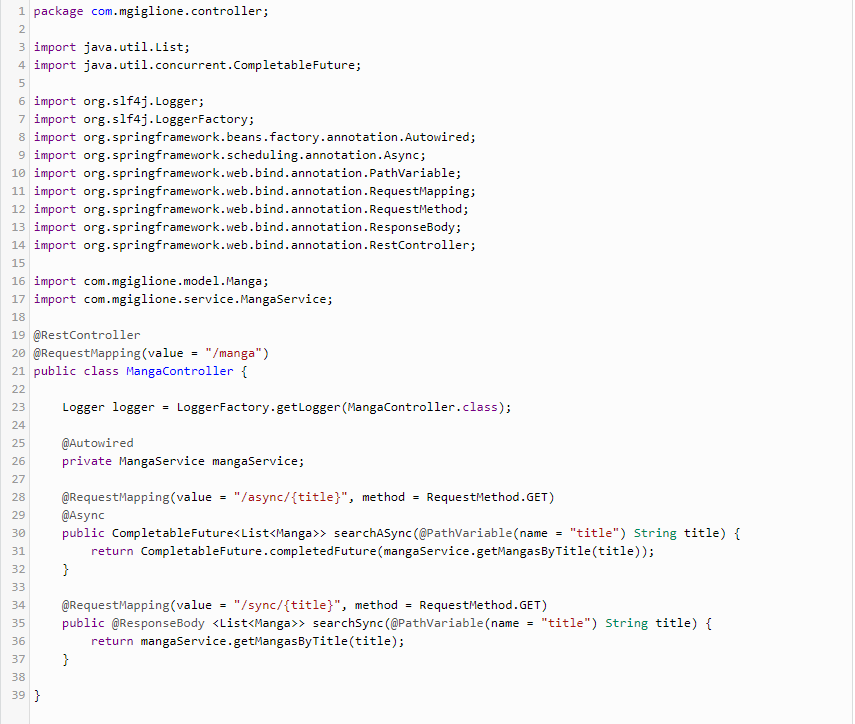 1 package com.mgiglione.controller;
2
3 import java.util.List;
4 import java.util.concurrent.CompletableFuture;
5
6 import org.slf4j.Logger;
7 import org.slf4j.LoggerFactory;
8 import org.springframework.beans.factory.annotation.Autowired;
9 import org.springframework.scheduling.annotation.Async;
10 import org.springframework.web.bind.annotation.PathVariable;
11 import org.springframework.web.bind.annotation.RequestMapping;
12 import org.springframework.web.bind.annotation.RequestMethod;
13 import org.springframework.web.bind.annotation.ResponseBody;
14 import org.springframework.web.bind.annotation.RestController;
15
16 import com.mgiglione.model.Manga;
17 import com.mgiglione.service.MangaService;
18
19 @RestController
20 @RequestMapping(value = "/manga")
21 public class MangaController {
22
23     Logger logger = LoggerFactory.getLogger(MangaController.class);
24
25     @Autowired
26     private MangaService mangaService;
27
28     @RequestMapping(value = "/async/{title}", method = RequestMethod.GET)
29     @Async
30     public CompletableFuture<List<Manga>> searchASync(@PathVariable(name = "title") String title) {
31         return CompletableFuture.completedFuture(mangaService.getMangasByTitle(title));
32     }
33
34     @RequestMapping(value = "/sync/{title}", method = RequestMethod.GET)
35     public @ResponseBody <List<Manga>> searchSync(@PathVariable(name = "title") String title) {
36         return mangaService.getMangasByTitle(title);
37     }
38
39 }